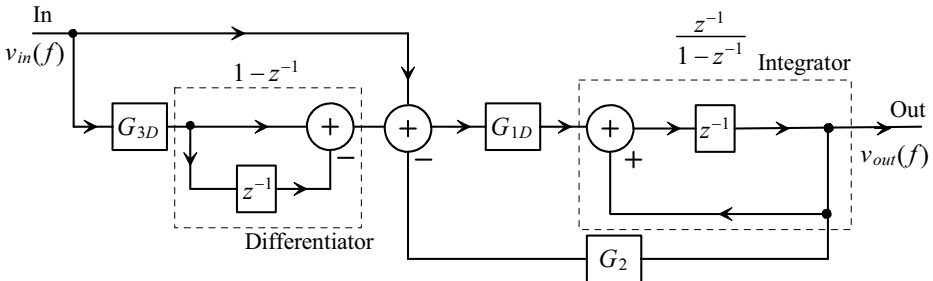 In
v_in(f)
z⁻¹
1 − z⁻¹
Integrator
1 − z⁻¹
G_3D
+
−
+
−
G_1D
+
+
z⁻¹
Out
v_out(f)
z⁻¹
Differentiator
G_2